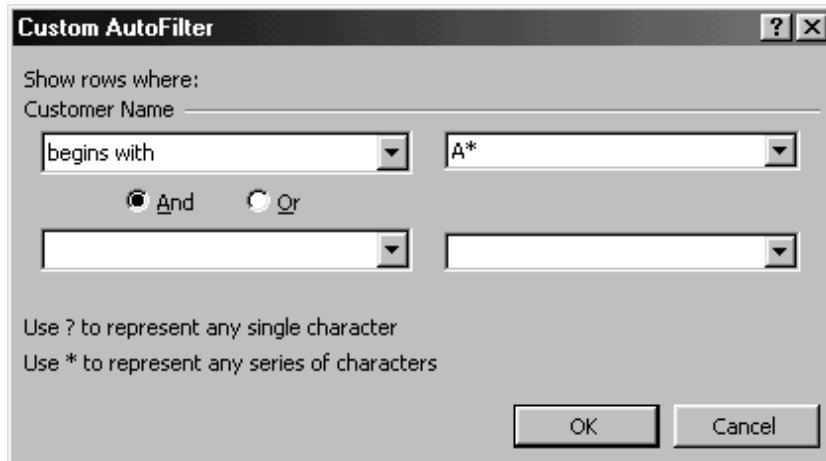 Custom AutoFilter ? X
Show rows where:
Customer Name
begins with A*
And Or
Use ? to represent any single character
Use * to represent any series of characters
OK Cancel